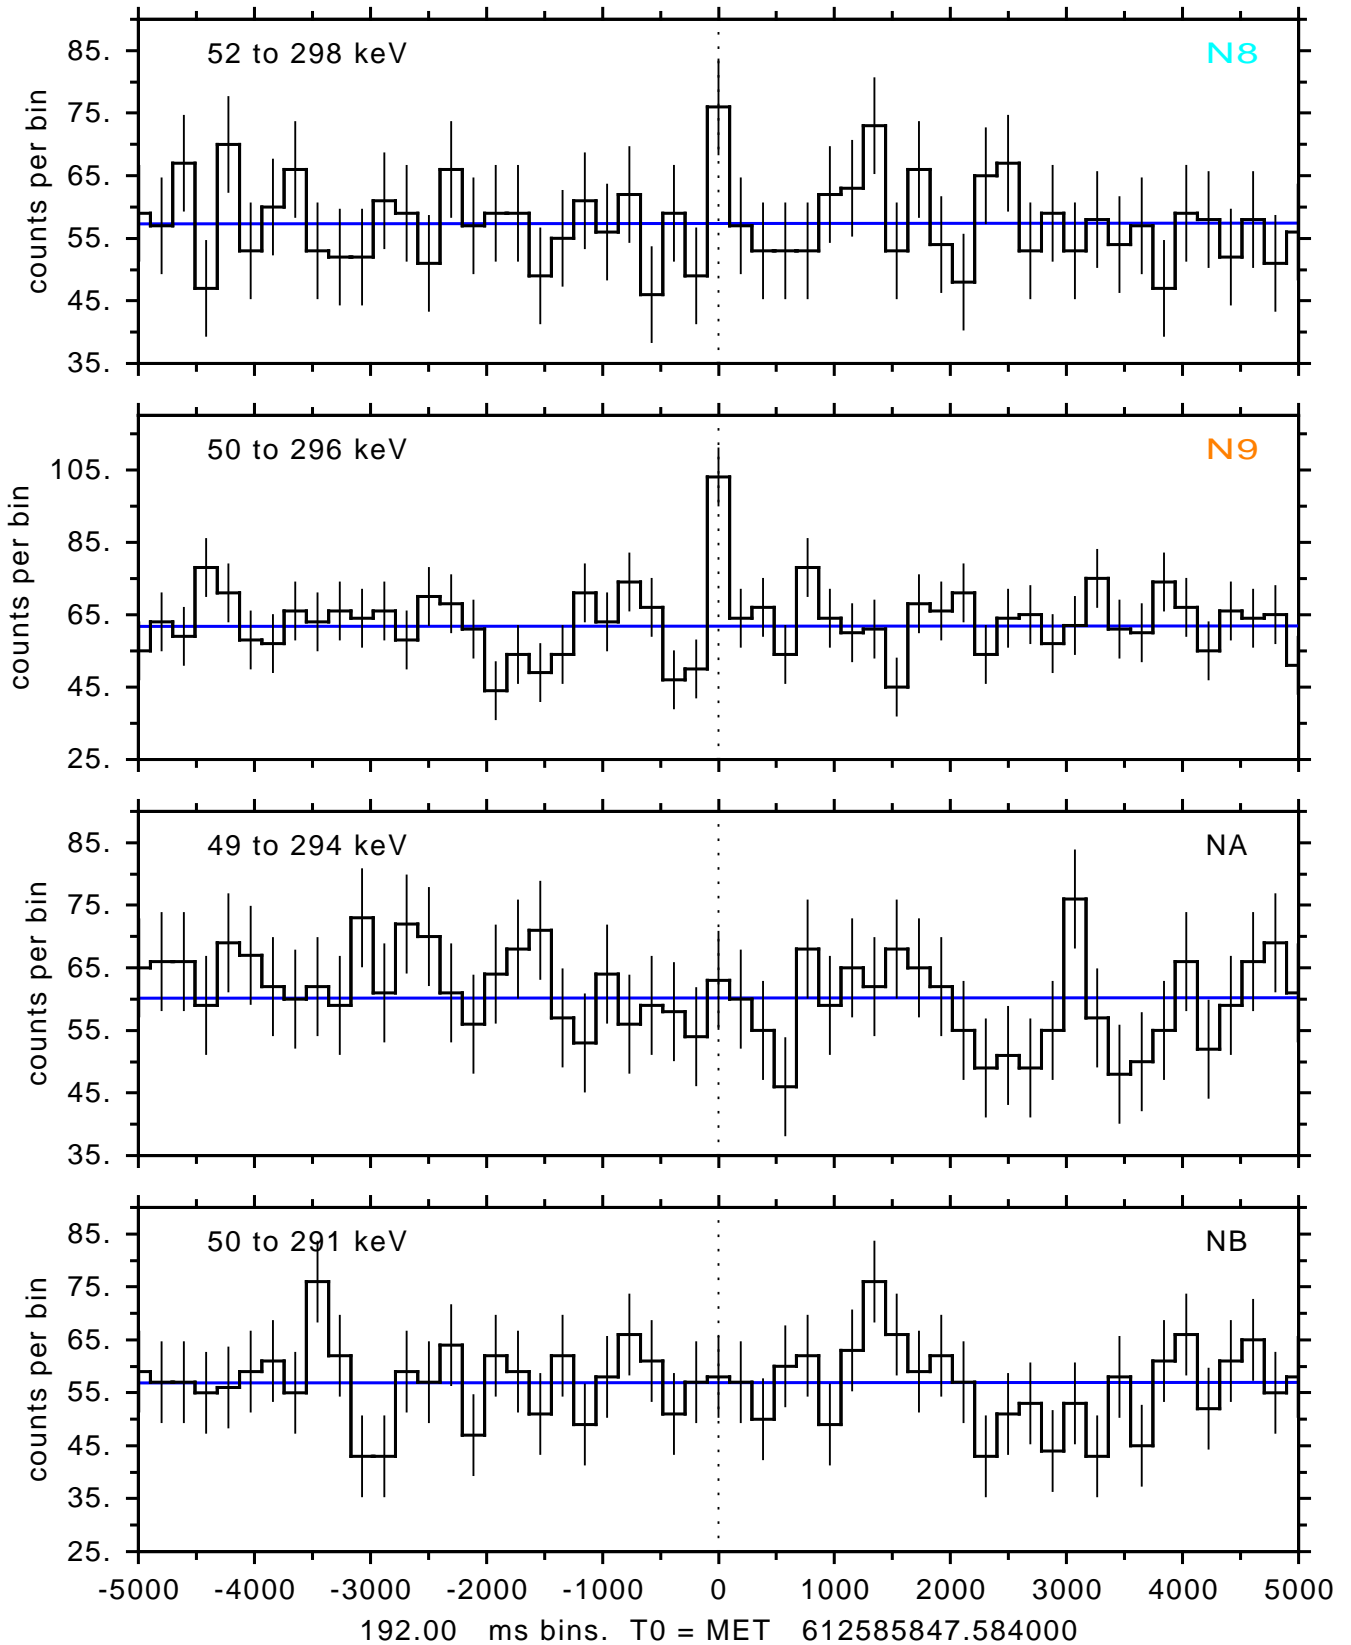 52 to 298 keV N8
85.
75.
65.
55.
45.
35.
counts per bin
50 to 296 keV N9
105.
85.
65.
45.
25.
counts per bin
49 to 294 keV NA
85.
75.
65.
55.
45.
35.
counts per bin
50 to 291 keV NB
85.
75.
65.
55.
45.
35.
25.
counts per bin
-5000 -4000 -3000 -2000 -1000 0 1000 2000 3000 4000 5000
192.00 ms bins. T0 = MET 612585847.584000